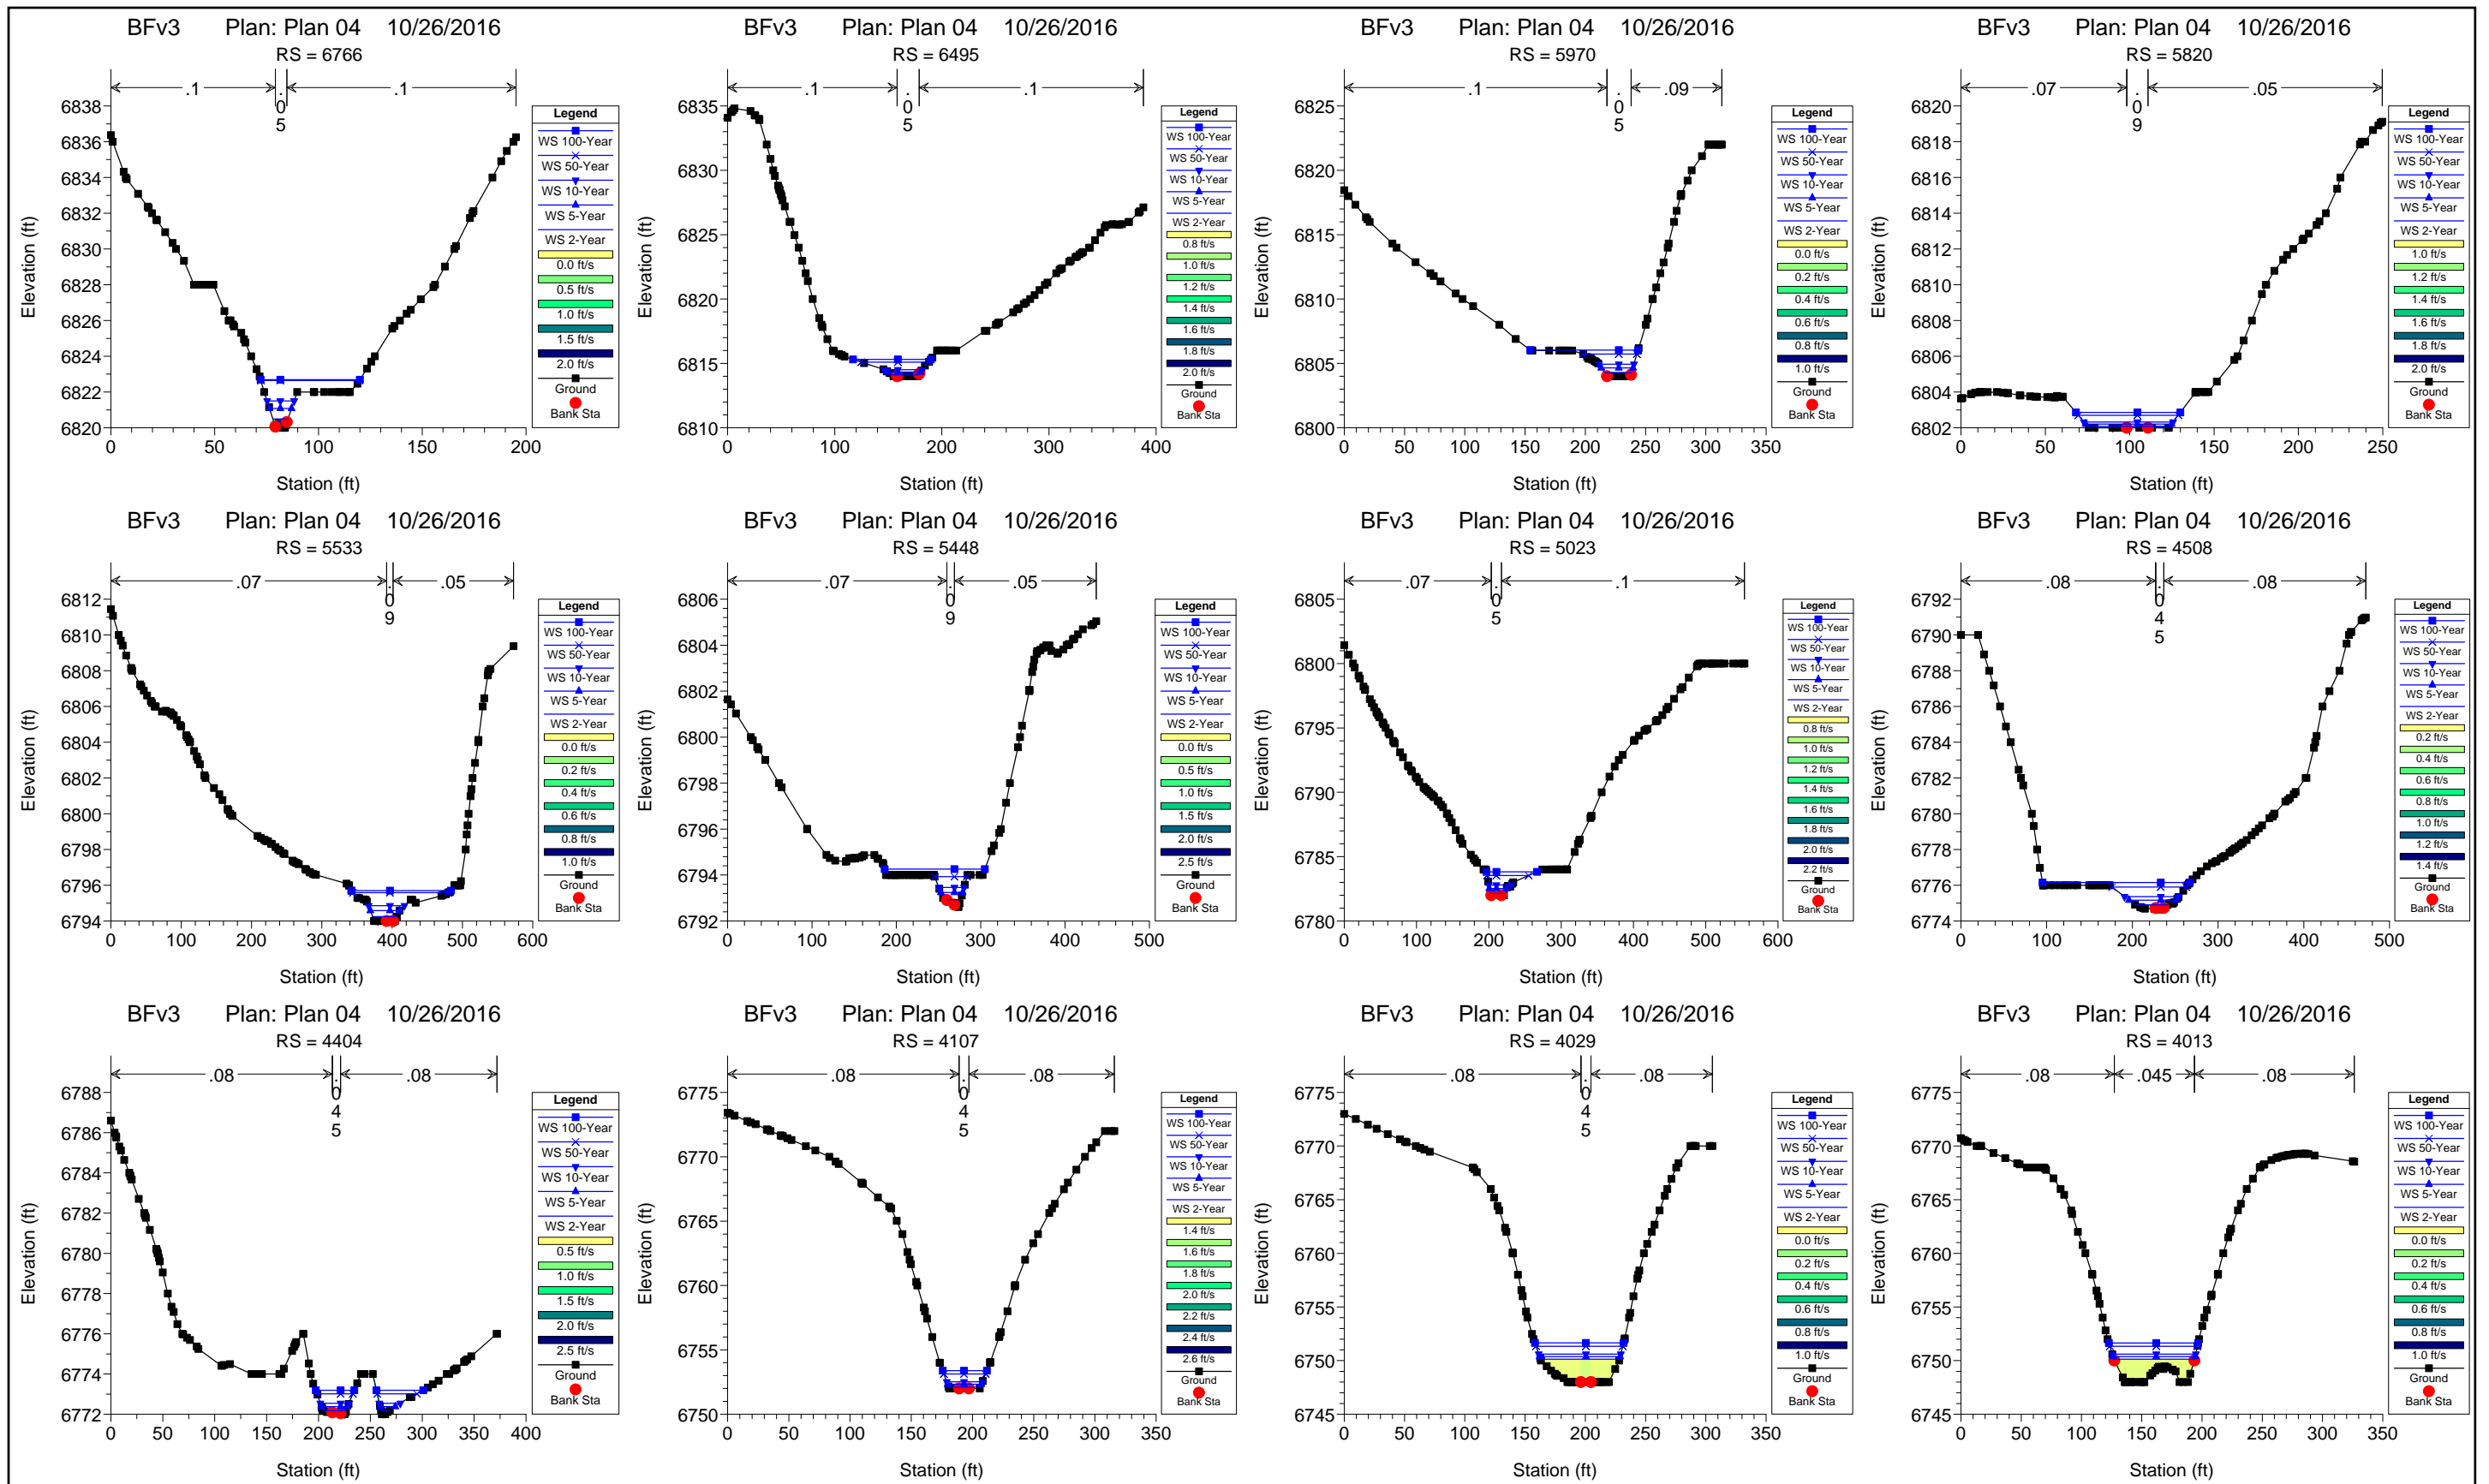 BFv3 Plan: Plan 04 10/26/2016
RS = 6766
.1 .05 .1
6838
6836
6834
6832
6830
6828
6826
6824
6822
6820
Elevation (ft)
0 50 100 150 200
Station (ft)
Legend
WS 100-Year
WS 50-Year
WS 10-Year
WS 5-Year
WS 2-Year
0.0 ft/s
0.5 ft/s
1.0 ft/s
1.5 ft/s
2.0 ft/s
Ground
Bank Sta
BFv3 Plan: Plan 04 10/26/2016
RS = 6495
.1 .05 .1
6835
6830
6825
6820
6815
6810
Elevation (ft)
0 100 200 300 400
Station (ft)
Legend
WS 100-Year
WS 50-Year
WS 10-Year
WS 5-Year
WS 2-Year
0.8 ft/s
1.0 ft/s
1.2 ft/s
1.4 ft/s
1.6 ft/s
1.8 ft/s
2.0 ft/s
Ground
Bank Sta
BFv3 Plan: Plan 04 10/26/2016
RS = 5970
.1 .05 .09
6825
6820
6815
6810
6805
6800
Elevation (ft)
0 50 100 150 200 250 300 350
Station (ft)
Legend
WS 100-Year
WS 50-Year
WS 10-Year
WS 5-Year
WS 2-Year
0.0 ft/s
0.2 ft/s
0.4 ft/s
0.6 ft/s
0.8 ft/s
1.0 ft/s
Ground
Bank Sta
BFv3 Plan: Plan 04 10/26/2016
RS = 5820
.07 .09 .05
6820
6818
6816
6814
6812
6810
6808
6806
6804
6802
Elevation (ft)
0 50 100 150 200 250
Station (ft)
Legend
WS 100-Year
WS 50-Year
WS 10-Year
WS 5-Year
WS 2-Year
1.0 ft/s
1.2 ft/s
1.4 ft/s
1.6 ft/s
1.8 ft/s
2.0 ft/s
Ground
Bank Sta
BFv3 Plan: Plan 04 10/26/2016
RS = 5533
.07 .09 .05
6812
6810
6808
6806
6804
6802
6800
6798
6796
6794
Elevation (ft)
0 100 200 300 400 500 600
Station (ft)
Legend
WS 100-Year
WS 50-Year
WS 10-Year
WS 5-Year
WS 2-Year
0.0 ft/s
0.2 ft/s
0.4 ft/s
0.6 ft/s
0.8 ft/s
1.0 ft/s
Ground
Bank Sta
BFv3 Plan: Plan 04 10/26/2016
RS = 5448
.07 .09 .05
6806
6804
6802
6800
6798
6796
6794
6792
Elevation (ft)
0 100 200 300 400 500
Station (ft)
Legend
WS 100-Year
WS 50-Year
WS 10-Year
WS 5-Year
WS 2-Year
0.0 ft/s
0.5 ft/s
1.0 ft/s
1.5 ft/s
2.0 ft/s
2.5 ft/s
Ground
Bank Sta
BFv3 Plan: Plan 04 10/26/2016
RS = 5023
.07 .05 .1
6805
6800
6795
6790
6785
6780
Elevation (ft)
0 100 200 300 400 500 600
Station (ft)
Legend
WS 100-Year
WS 50-Year
WS 10-Year
WS 5-Year
WS 2-Year
0.8 ft/s
1.0 ft/s
1.2 ft/s
1.4 ft/s
1.6 ft/s
1.8 ft/s
2.0 ft/s
2.2 ft/s
Ground
Bank Sta
BFv3 Plan: Plan 04 10/26/2016
RS = 4508
.08 .045 .08
6792
6790
6788
6786
6784
6782
6780
6778
6776
6774
Elevation (ft)
0 100 200 300 400 500
Station (ft)
Legend
WS 100-Year
WS 50-Year
WS 10-Year
WS 5-Year
WS 2-Year
0.2 ft/s
0.4 ft/s
0.6 ft/s
0.8 ft/s
1.0 ft/s
1.2 ft/s
1.4 ft/s
Ground
Bank Sta
BFv3 Plan: Plan 04 10/26/2016
RS = 4404
.08 .045 .08
6788
6786
6784
6782
6780
6778
6776
6774
6772
Elevation (ft)
0 50 100 150 200 250 300 350 400
Station (ft)
Legend
WS 100-Year
WS 50-Year
WS 10-Year
WS 5-Year
WS 2-Year
0.5 ft/s
1.0 ft/s
1.5 ft/s
2.0 ft/s
2.5 ft/s
Ground
Bank Sta
BFv3 Plan: Plan 04 10/26/2016
RS = 4107
.08 .045 .08
6775
6770
6765
6760
6755
6750
Elevation (ft)
0 50 100 150 200 250 300 350
Station (ft)
Legend
WS 100-Year
WS 50-Year
WS 10-Year
WS 5-Year
WS 2-Year
1.4 ft/s
1.6 ft/s
1.8 ft/s
2.0 ft/s
2.2 ft/s
2.4 ft/s
2.6 ft/s
Ground
Bank Sta
BFv3 Plan: Plan 04 10/26/2016
RS = 4029
.08 .045 .08
6775
6770
6765
6760
6755
6750
6745
Elevation (ft)
0 50 100 150 200 250 300 350
Station (ft)
Legend
WS 100-Year
WS 50-Year
WS 10-Year
WS 5-Year
WS 2-Year
0.0 ft/s
0.2 ft/s
0.4 ft/s
0.6 ft/s
0.8 ft/s
1.0 ft/s
Ground
Bank Sta
BFv3 Plan: Plan 04 10/26/2016
RS = 4013
.08 .045 .08
6775
6770
6765
6760
6755
6750
6745
Elevation (ft)
0 50 100 150 200 250 300 350
Station (ft)
Legend
WS 100-Year
WS 50-Year
WS 10-Year
WS 5-Year
WS 2-Year
0.0 ft/s
0.2 ft/s
0.4 ft/s
0.6 ft/s
0.8 ft/s
1.0 ft/s
Ground
Bank Sta